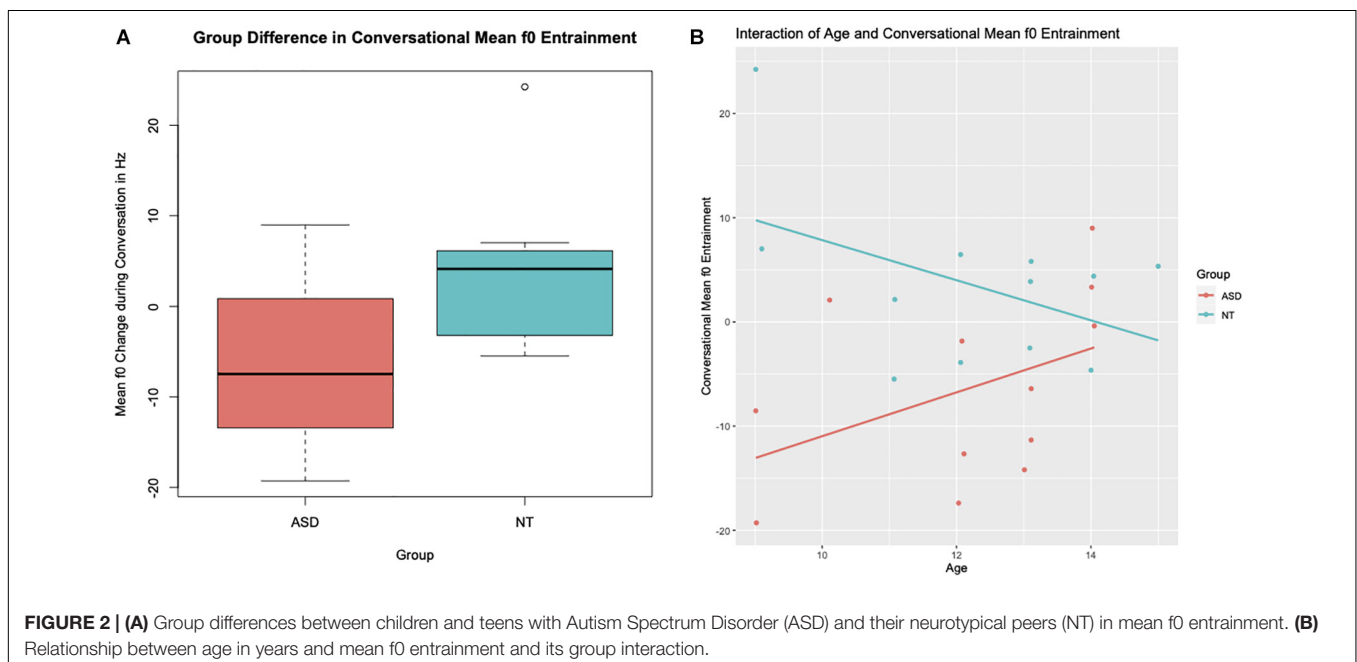 A
Group Difference in Conversational Mean f0 Entrainment
Mean f0 Change during Conversation in Hz
20
10
0
-10
-20
ASD
NT
Group
B
Interaction of Age and Conversational Mean f0 Entrainment
Conversational Mean f0 Entrainment
20
10
0
-10
-20
10
12
14
Age
Group
ASD
NT
FIGURE 2 | (A) Group differences between children and teens with Autism Spectrum Disorder (ASD) and their neurotypical peers (NT) in mean f0 entrainment. (B)
Relationship between age in years and mean f0 entrainment and its group interaction.